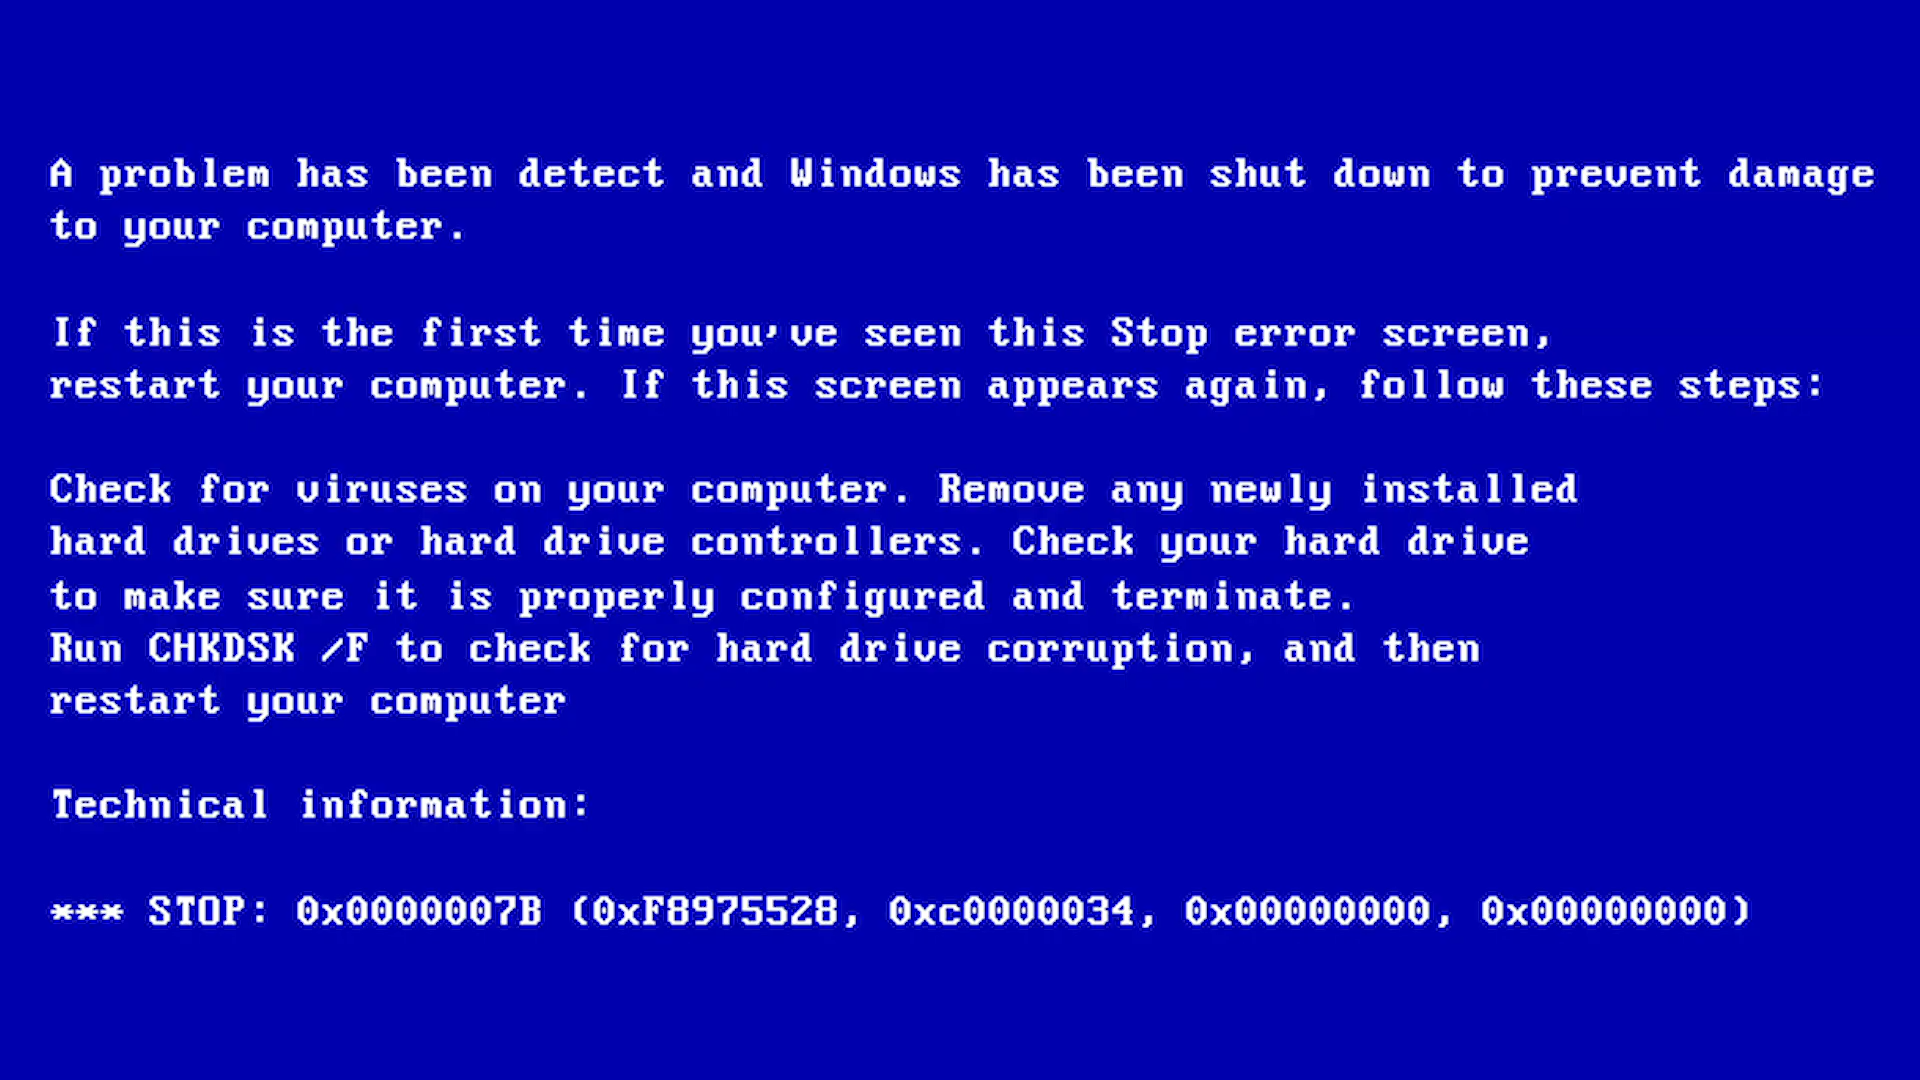 A problem has been detect and Windows has been shut down to prevent damage
to your computer.
If this is the first time you've seen this Stop error screen,
restart your computer. If this screen appears again, follow these steps:
Check for viruses on your computer. Remove any newly installed
hard drives or hard drive controllers. Check your hard drive
to make sure it is properly configured and terminate.
Run CHKDSK /F to check for hard drive corruption, and then
restart your computer
Technical information:
*** STOP: 0x0000007B (0xF8975528, 0xc0000034, 0x00000000, 0x00000000)